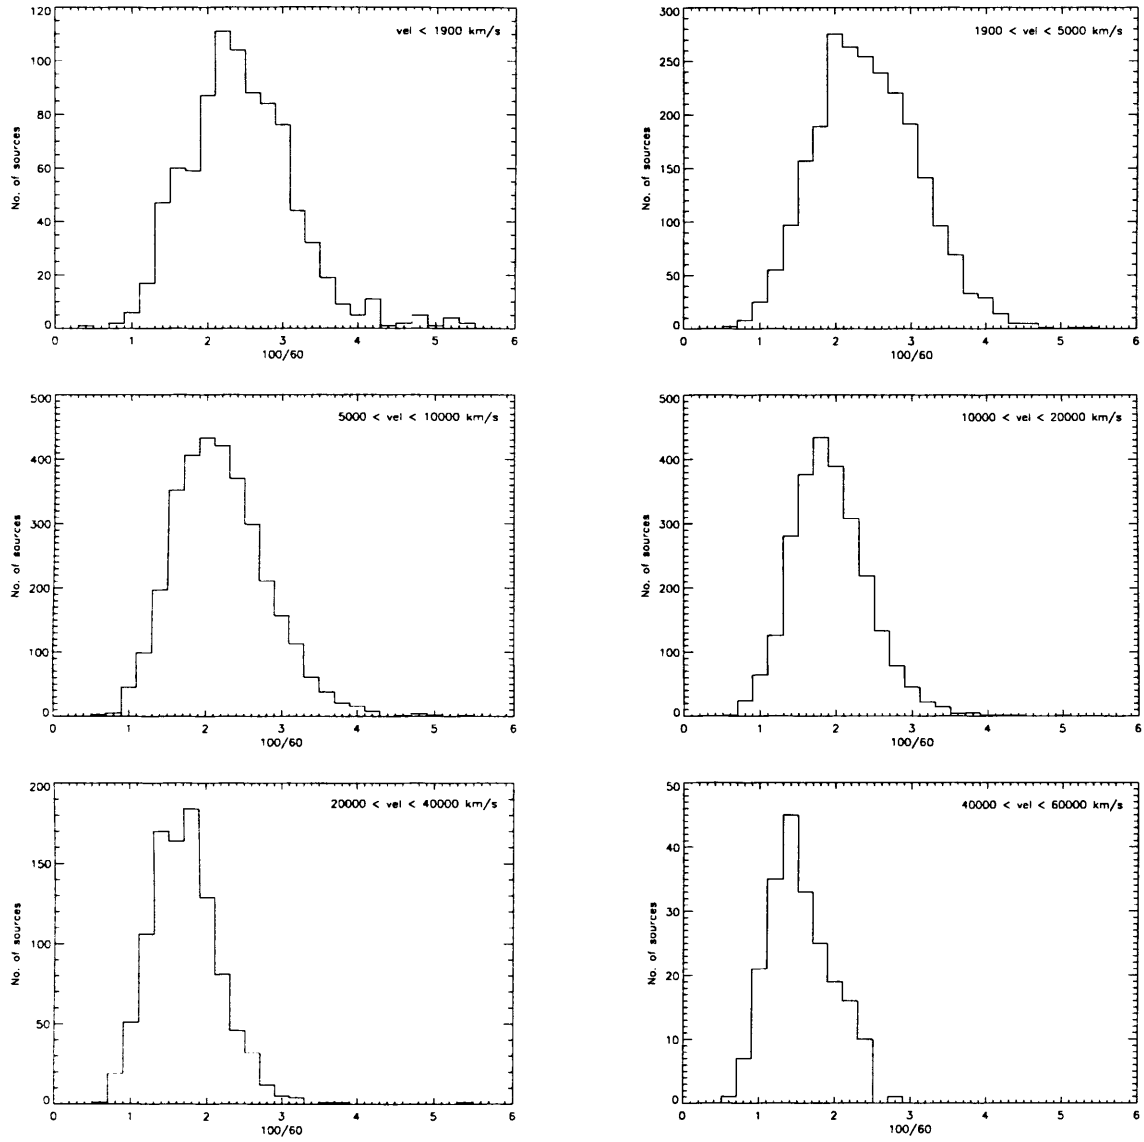 vel < 1900 km/s
No. of sources
120
100
80
60
40
20
0
0 1 2 3 4 5 6
100/60
1900 < vel < 5000 km/s
No. of sources
300
250
200
150
100
50
0
0 1 2 3 4 5 6
100/60
5000 < vel < 10000 km/s
No. of sources
500
400
300
200
100
0
0 1 2 3 4 5 6
100/60
10000 < vel < 20000 km/s
No. of sources
500
400
300
200
100
0
0 1 2 3 4 5 6
100/60
20000 < vel < 40000 km/s
No. of sources
200
150
100
50
0
0 1 2 3 4 5 6
100/60
40000 < vel < 60000 km/s
No. of sources
50
40
30
20
10
0
0 1 2 3 4 5 6
100/60